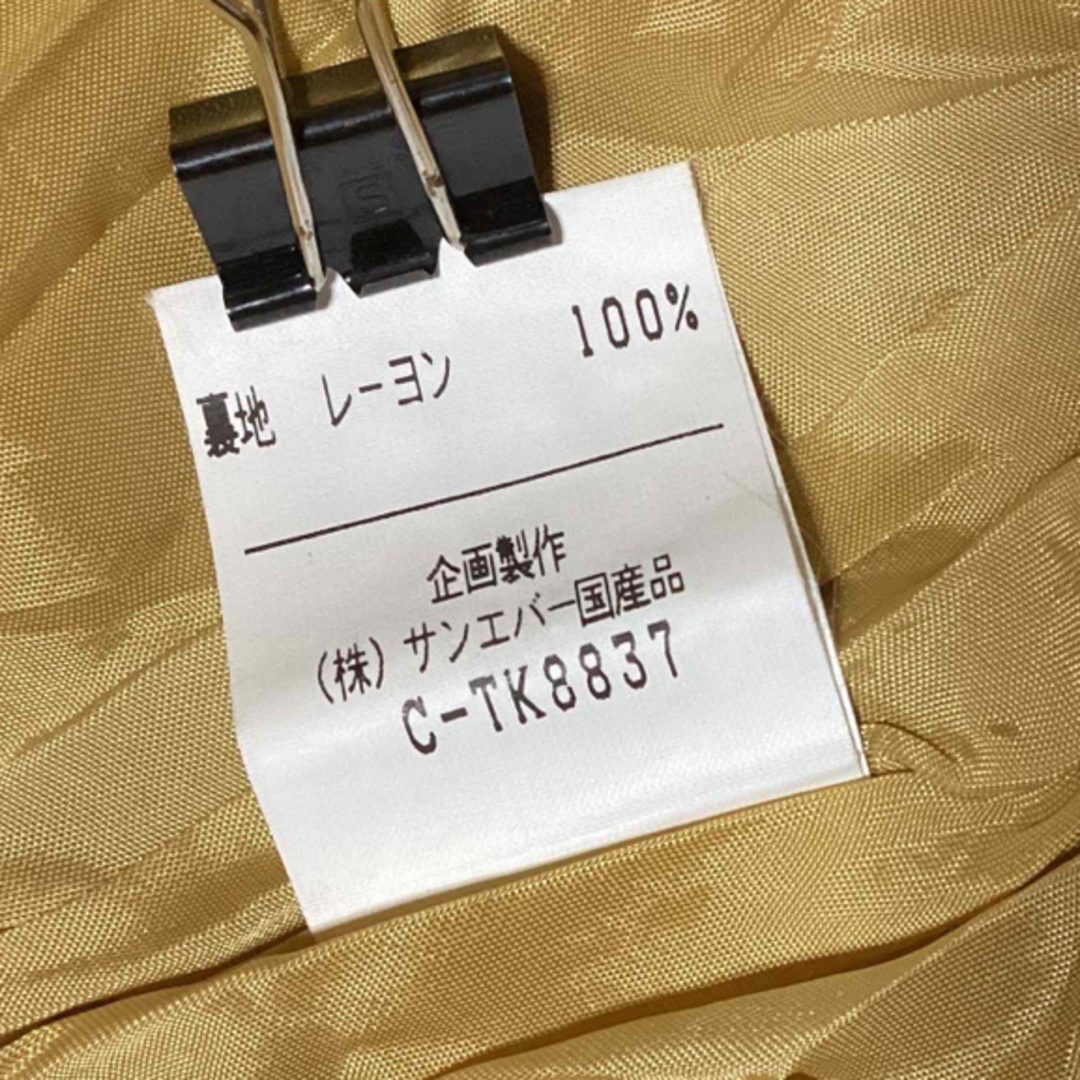 裏地 レーヨン 100%
企画製作
(株) サンエバー国産品
C-TK8837